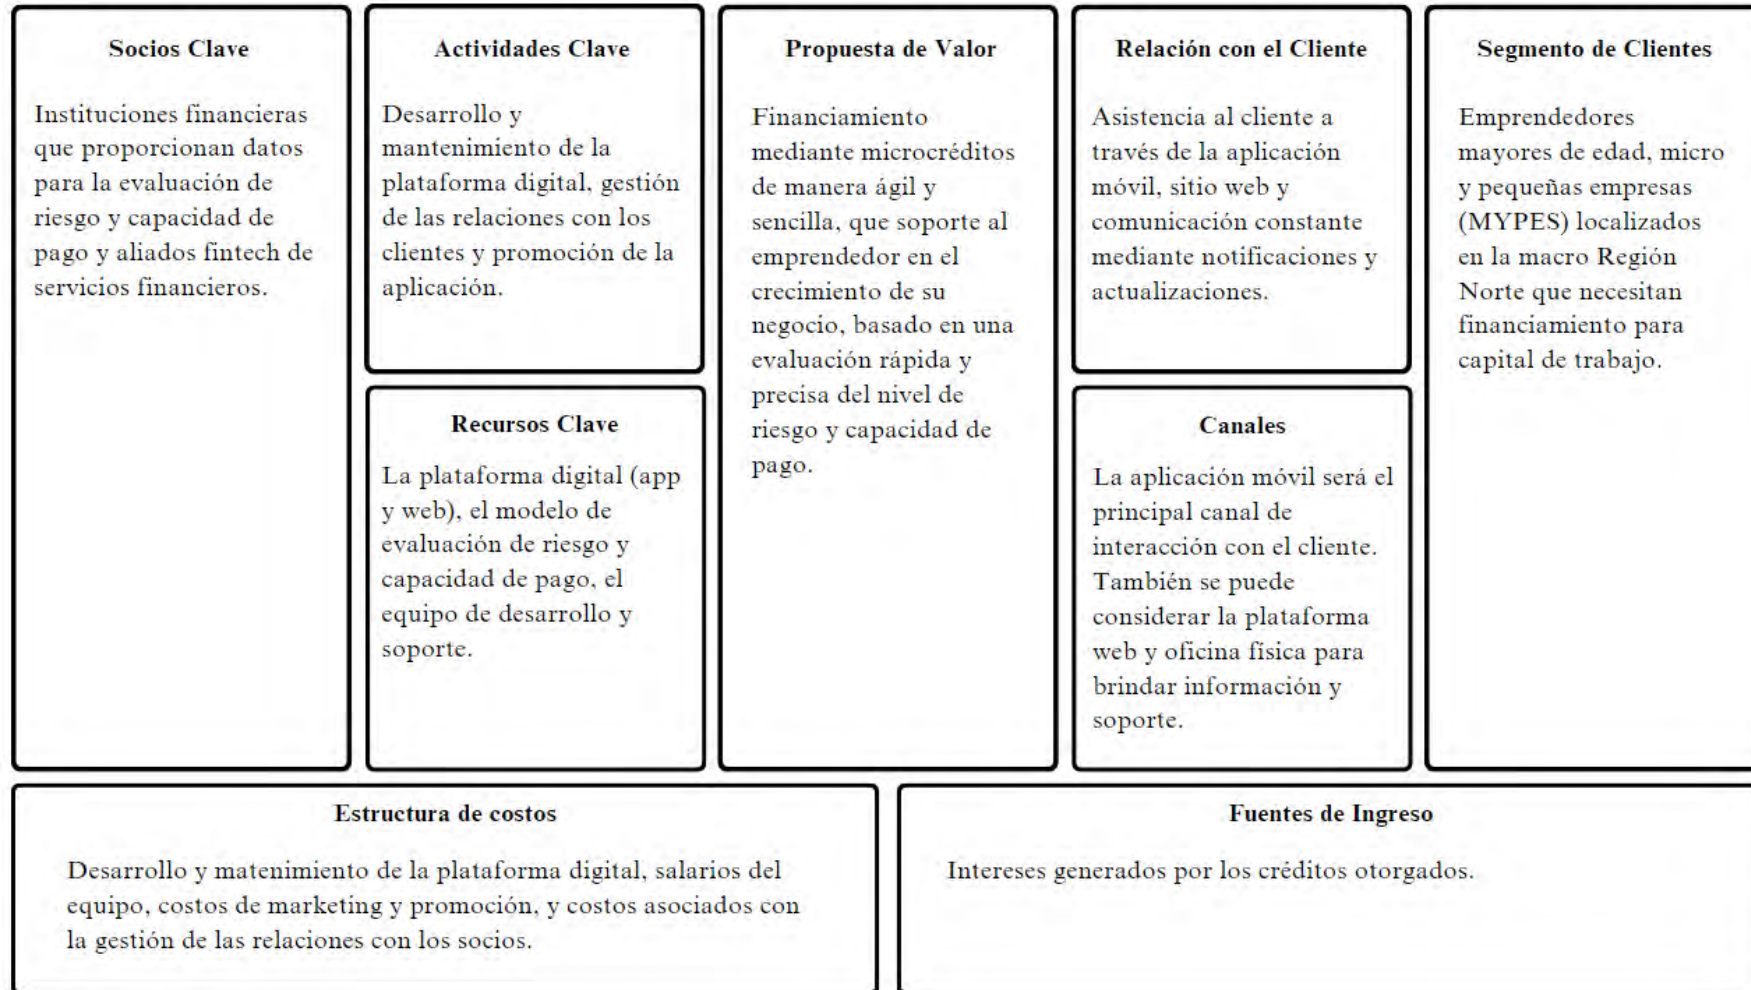 Socios Clave
Instituciones financieras
que proporcionan datos
para la evaluación de
riesgo y capacidad de
pago y aliados fintech de
servicios financieros.
Actividades Clave
Desarrollo y
mantenimiento de la
plataforma digital, gestión
de las relaciones con los
clientes y promoción de la
aplicación.
Recursos Clave
La plataforma digital (app
y web), el modelo de
evaluación de riesgo y
capacidad de pago, el
equipo de desarrollo y
soporte.
Propuesta de Valor
Financiamiento
mediante microcréditos
de manera ágil y
sencilla, que soporte al
emprendedor en el
crecimiento de su
negocio, basado en una
evaluación rápida y
precisa del nivel de
riesgo y capacidad de
pago.
Relación con el Cliente
Asistencia al cliente a
través de la aplicación
móvil, sitio web y
comunicación constante
mediante notificaciones y
actualizaciones.
Canales
La aplicación móvil será el
principal canal de
interacción con el cliente.
También se puede
considerar la plataforma
web y oficina física para
brindar información y
soporte.
Segmento de Clientes
Emprendedores
mayores de edad, micro
y pequeñas empresas
(MYPES) localizados
en la macro Región
Norte que necesitan
financiamiento para
capital de trabajo.
Estructura de costos
Desarrollo y matenimiento de la plataforma digital, salarios del
equipo, costos de marketing y promoción, y costos asociados con
la gestión de las relaciones con los socios.
Fuentes de Ingreso
Intereses generados por los créditos otorgados.